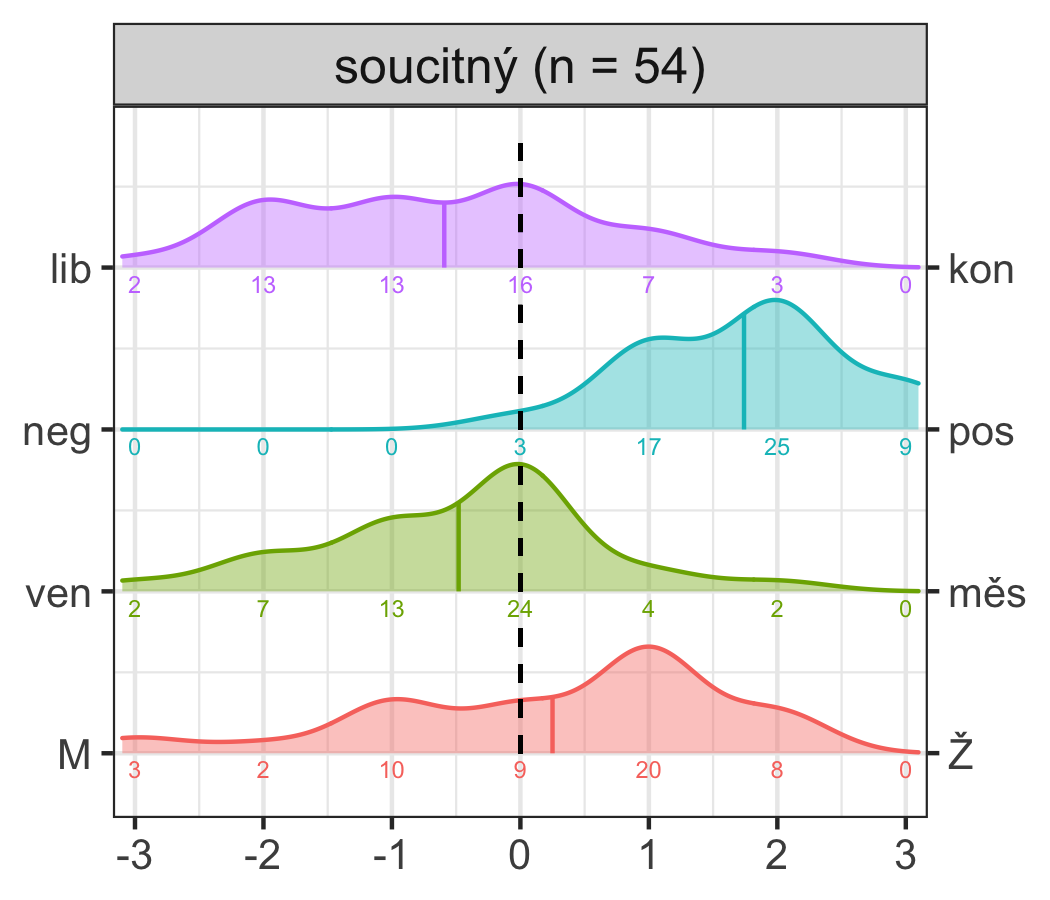 soucitný (n = 54)
lib kon
2 13 13 16 7 3 0
neg pos
0 0 0 3 17 25 9
ven měs
2 7 13 24 4 2 0
M Ž
3 2 10 9 20 8 0
-3 -2 -1 0 1 2 3